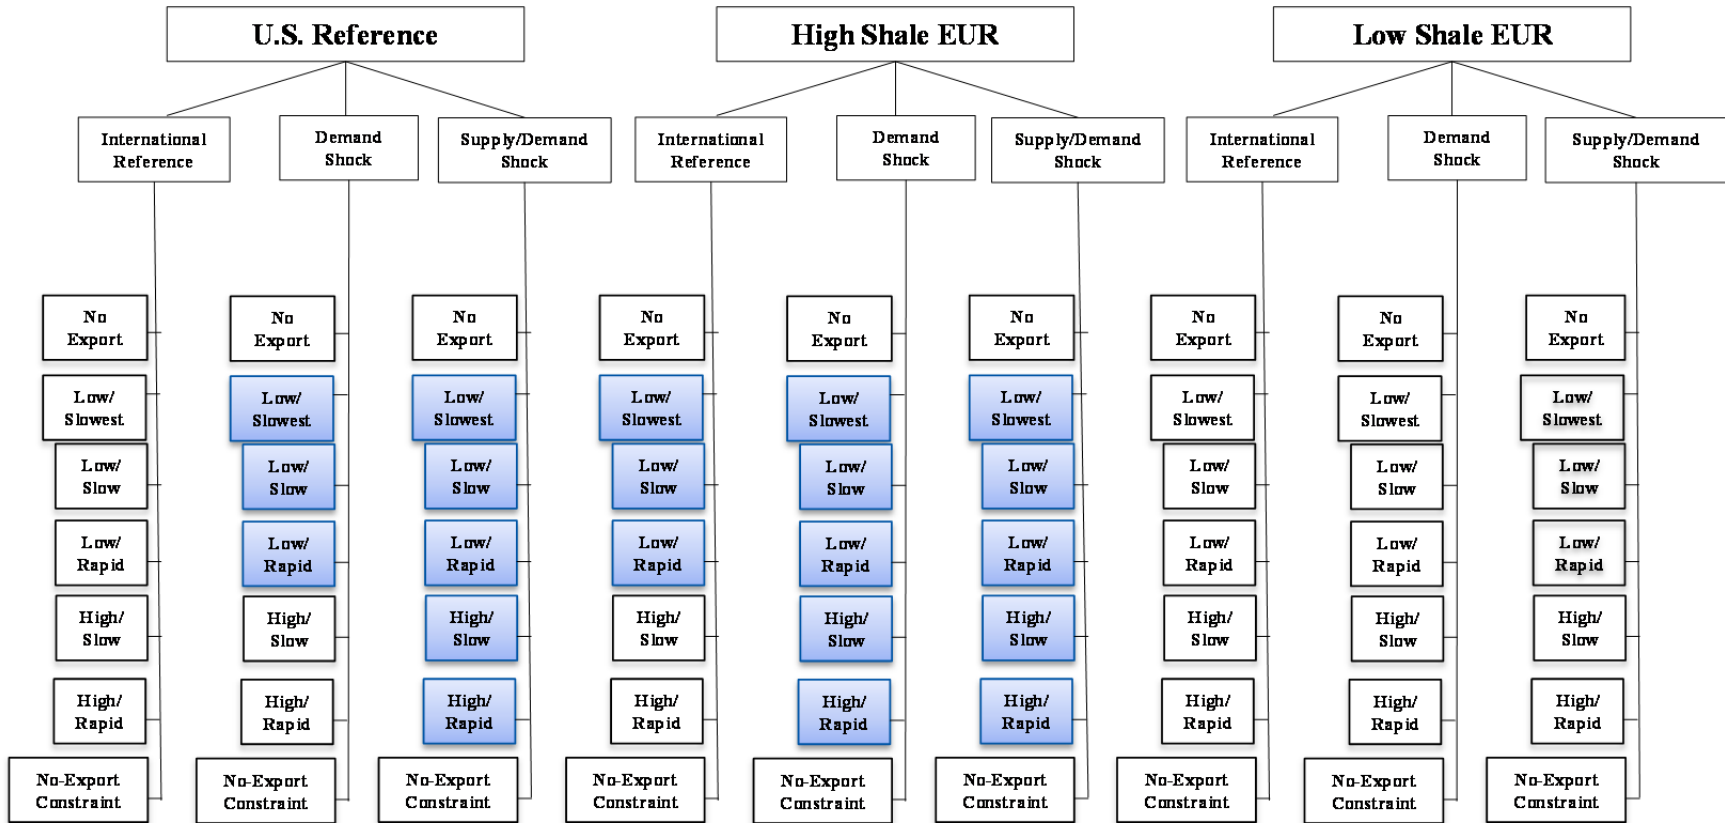 U.S. Reference
High Shale EUR
Low Shale EUR
International
Reference
Demand
Shock
Supply/Demand
Shock
International
Reference
Demand
Shock
Supply/Demand
Shock
International
Reference
Demand
Shock
Supply/Demand
Shock
No
Export
Low/
Slowest
Low/
Slow
Low/
Rapid
High/
Slow
High/
Rapid
No-Export
Constraint
No
Export
Low/
Slowest
Low/
Slow
Low/
Rapid
High/
Slow
High/
Rapid
No-Export
Constraint
No
Export
Low/
Slowest
Low/
Slow
Low/
Rapid
High/
Slow
High/
Rapid
No-Export
Constraint
No
Export
Low/
Slowest
Low/
Slow
Low/
Rapid
High/
Slow
High/
Rapid
No-Export
Constraint
No
Export
Low/
Slowest
Low/
Slow
Low/
Rapid
High/
Slow
High/
Rapid
No-Export
Constraint
No
Export
Low/
Slowest
Low/
Slow
Low/
Rapid
High/
Slow
High/
Rapid
No-Export
Constraint
No
Export
Low/
Slowest
Low/
Slow
Low/
Rapid
High/
Slow
High/
Rapid
No-Export
Constraint
No
Export
Low/
Slowest
Low/
Slow
Low/
Rapid
High/
Slow
High/
Rapid
No-Export
Constraint
No
Export
Low/
Slowest
Low/
Slow
Low/
Rapid
High/
Slow
High/
Rapid
No-Export
Constraint